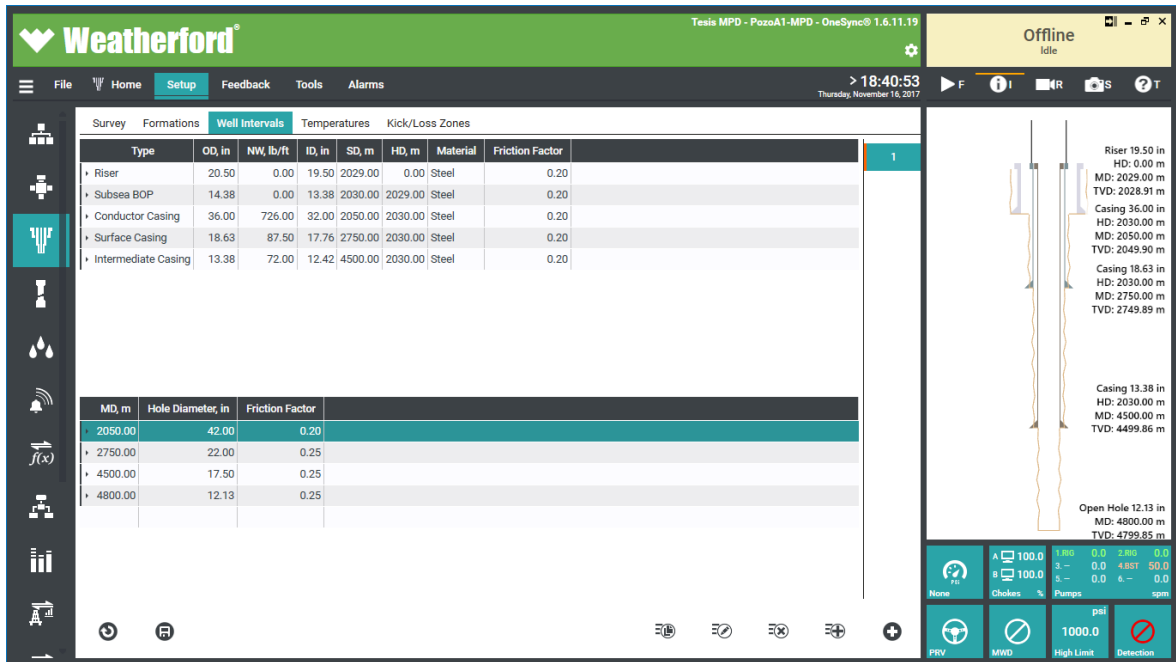 Weatherford®
Tesis MPD - PozoA1-MPD - OneSync® 1.6.11.19
Offline
Idle
File Home Setup Feedback Tools Alarms
> 18:40:53
Thursday, November 16, 2017
F I R S T
Survey Formations Well Intervals Temperatures Kick/Loss Zones
Type OD, in NW, lb/ft ID, in SD, m HD, m Material Friction Factor
Riser 20.50 0.00 19.50 2029.00 0.00 Steel 0.20
Subsea BOP 14.38 0.00 13.38 2030.00 2029.00 Steel 0.20
Conductor Casing 36.00 726.00 32.00 2050.00 2030.00 Steel 0.20
Surface Casing 18.63 87.50 17.76 2750.00 2030.00 Steel 0.20
Intermediate Casing 13.38 72.00 12.42 4500.00 2030.00 Steel 0.20
1
MD, m Hole Diameter, in Friction Factor
2050.00 42.00 0.20
2750.00 22.00 0.25
4500.00 17.50 0.25
4800.00 12.13 0.25
f(x)
Riser 19.50 in
HD: 0.00 m
MD: 2029.00 m
TVD: 2028.91 m
Casing 36.00 in
HD: 2030.00 m
MD: 2050.00 m
TVD: 2049.90 m
Casing 18.63 in
HD: 2030.00 m
MD: 2750.00 m
TVD: 2749.89 m
Casing 13.38 in
HD: 2030.00 m
MD: 4500.00 m
TVD: 4499.86 m
Open Hole 12.13 in
MD: 4800.00 m
TVD: 4799.85 m
PSI
None
A 100.0
B 100.0
Chokes %
1.RIG 0.0 2.RIG 0.0
3. – 0.0 4.BST 50.0
5. – 0.0 6. – 0.0
Pumps spm
PRV
MWD
psi
1000.0
High Limit
Detection